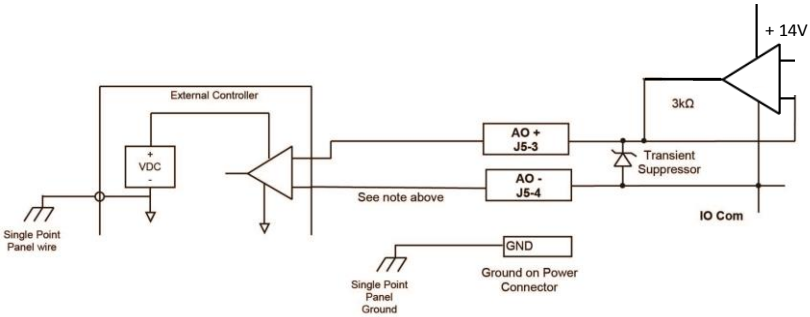 + 14V
External Controller
3kΩ
+
VDC
-
AO +
J5-3
Transient
Suppressor
AO -
J5-4
See note above
IO Com
Single Point
Panel wire
GND
Ground on Power
Connector
Single Point
Panel
Ground